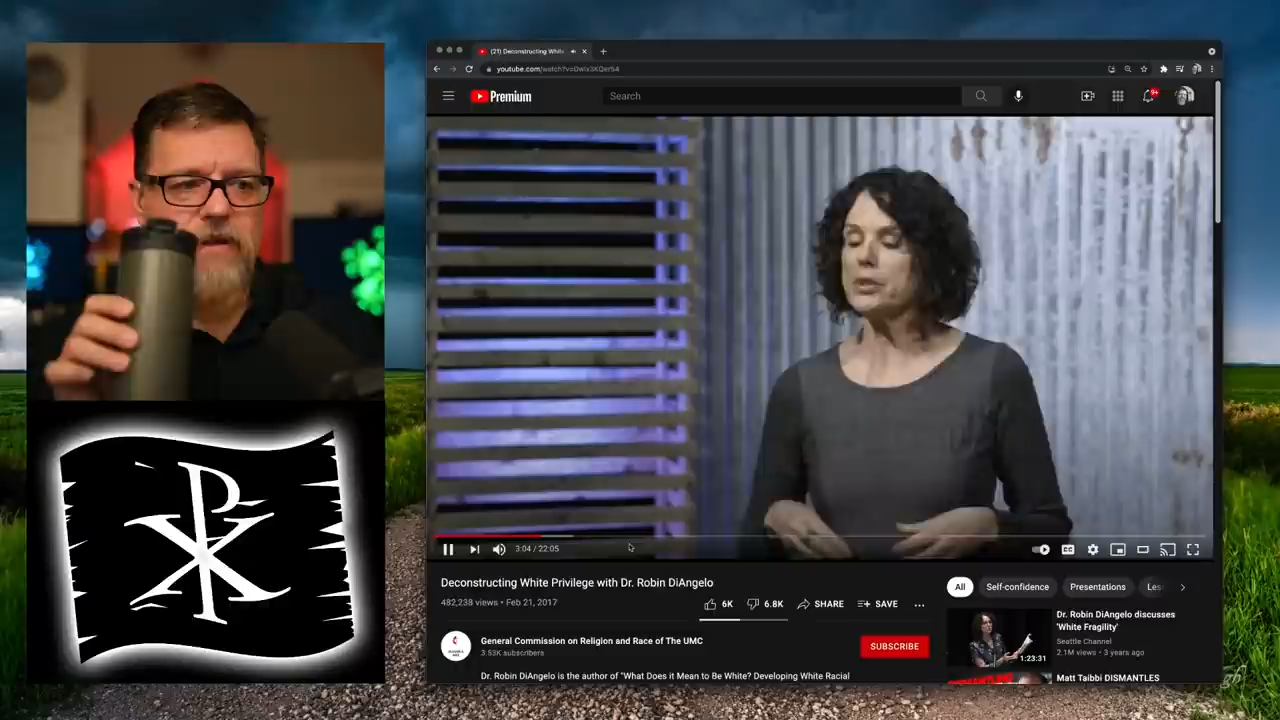 (21) Deconstructing Whit
youtube.com/watch?v=
Premium
Search
9+
3:04 / 22:05
CC
Deconstructing White Privilege with Dr. Robin DiAngelo
482,238 views • Feb 21, 2017
6K
6.8K
SHARE
SAVE
General Commission on Religion and Race of The UMC
3.53K subscribers
SUBSCRIBE
Dr. Robin DiAngelo is the author of "What Does it Mean to Be White? Developing White Racial
All
Self-confidence
Presentations
Les
Dr. Robin DiAngelo discusses
'White Fragility'
Seattle Channel
2.1M views • 3 years ago
1:23:31
Matt Taibbi DISMANTLES